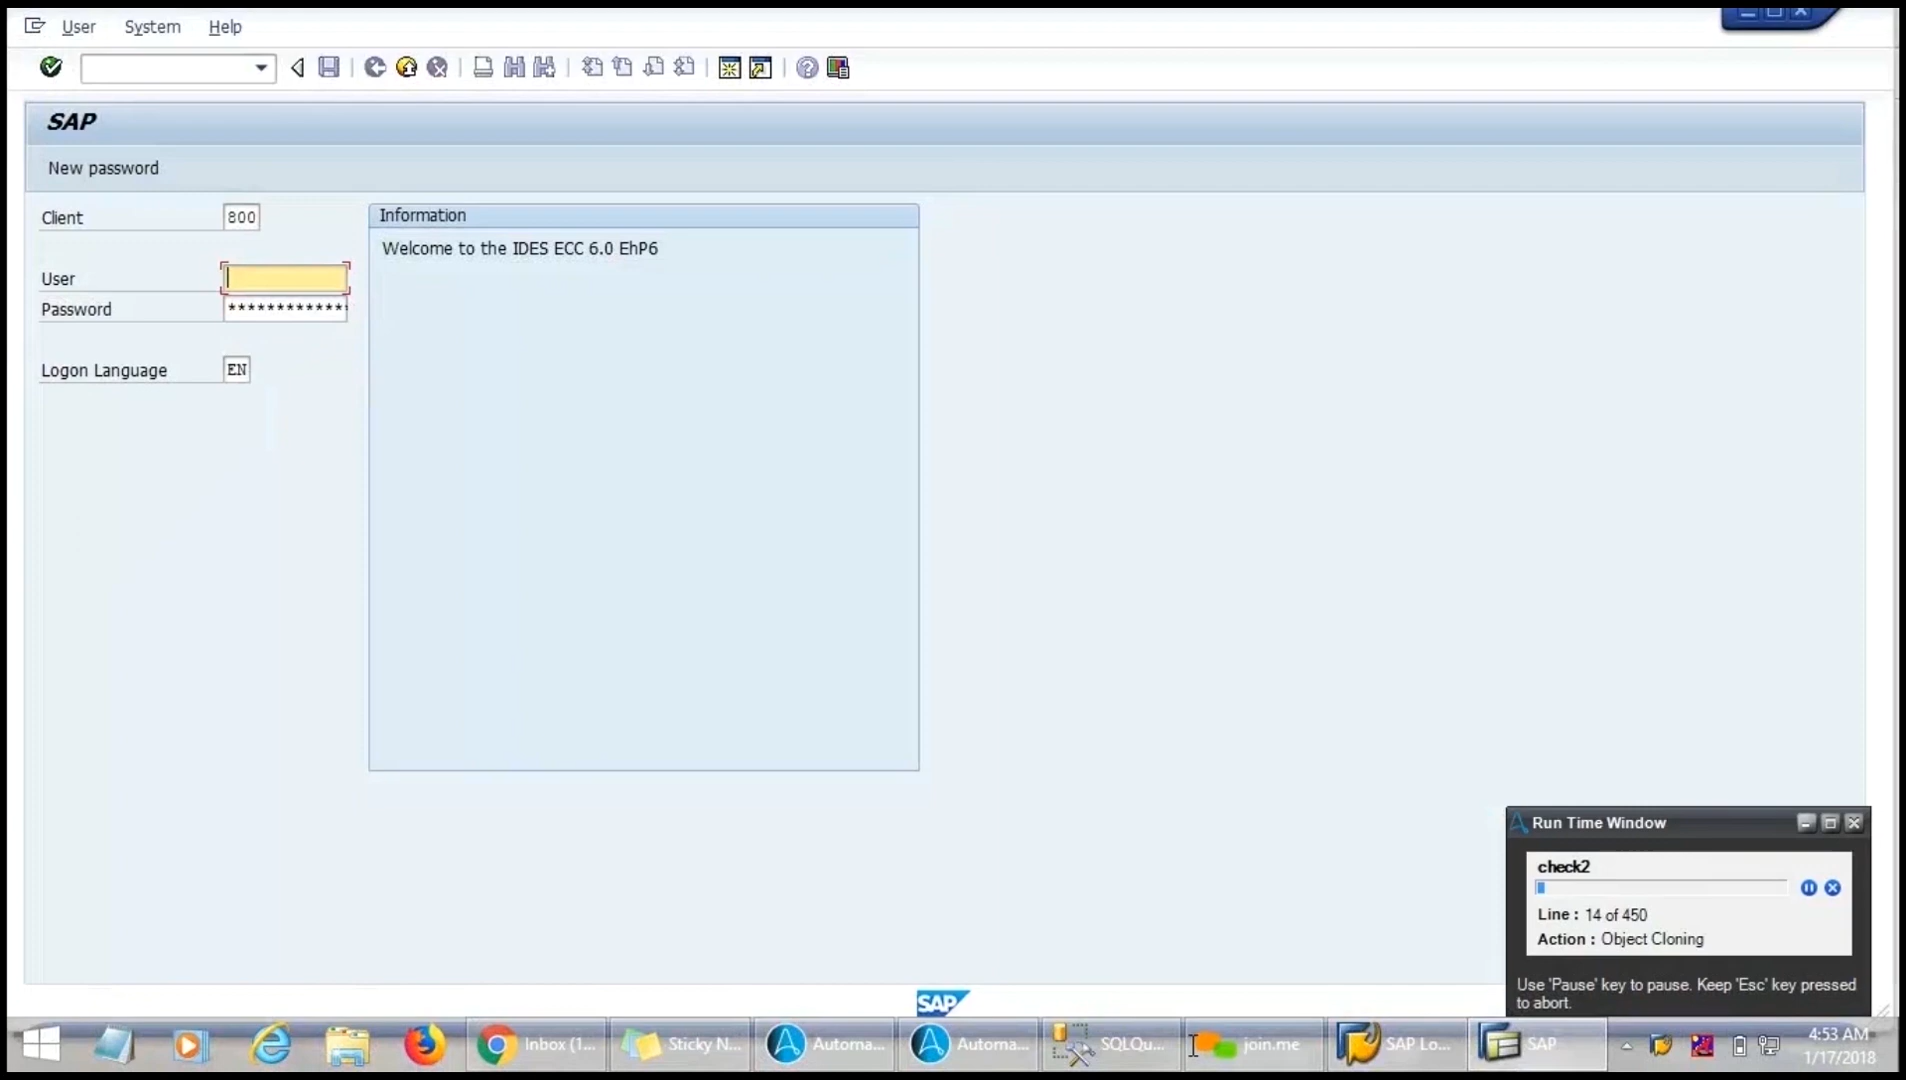 User System Help
SAP
New password
Client 800
Information
Welcome to the IDES ECC 6.0 EhP6
User
Password *************
Logon Language EN
Run Time Window
check2
Line : 14 of 450
Action : Object Cloning
Use 'Pause' key to pause. Keep 'Esc' key pressed
to abort.
SAP
Inbox (1...
Sticky N...
Automa...
Automa...
SQLQu...
join.me
SAP Lo...
SAP
4:53 AM
1/17/2018